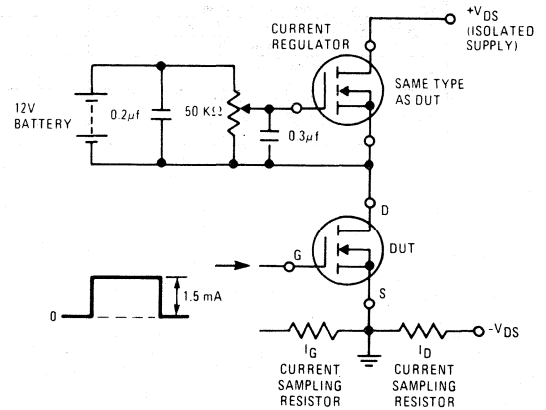 +VDS
(ISOLATED
SUPPLY)
CURRENT
REGULATOR
SAME TYPE
AS DUT
12V
BATTERY
0.2µf
50 KΩ
0.3µf
D
G
DUT
S
1.5 mA
0
-VDS
IG
CURRENT
SAMPLING
RESISTOR
ID
CURRENT
SAMPLING
RESISTOR